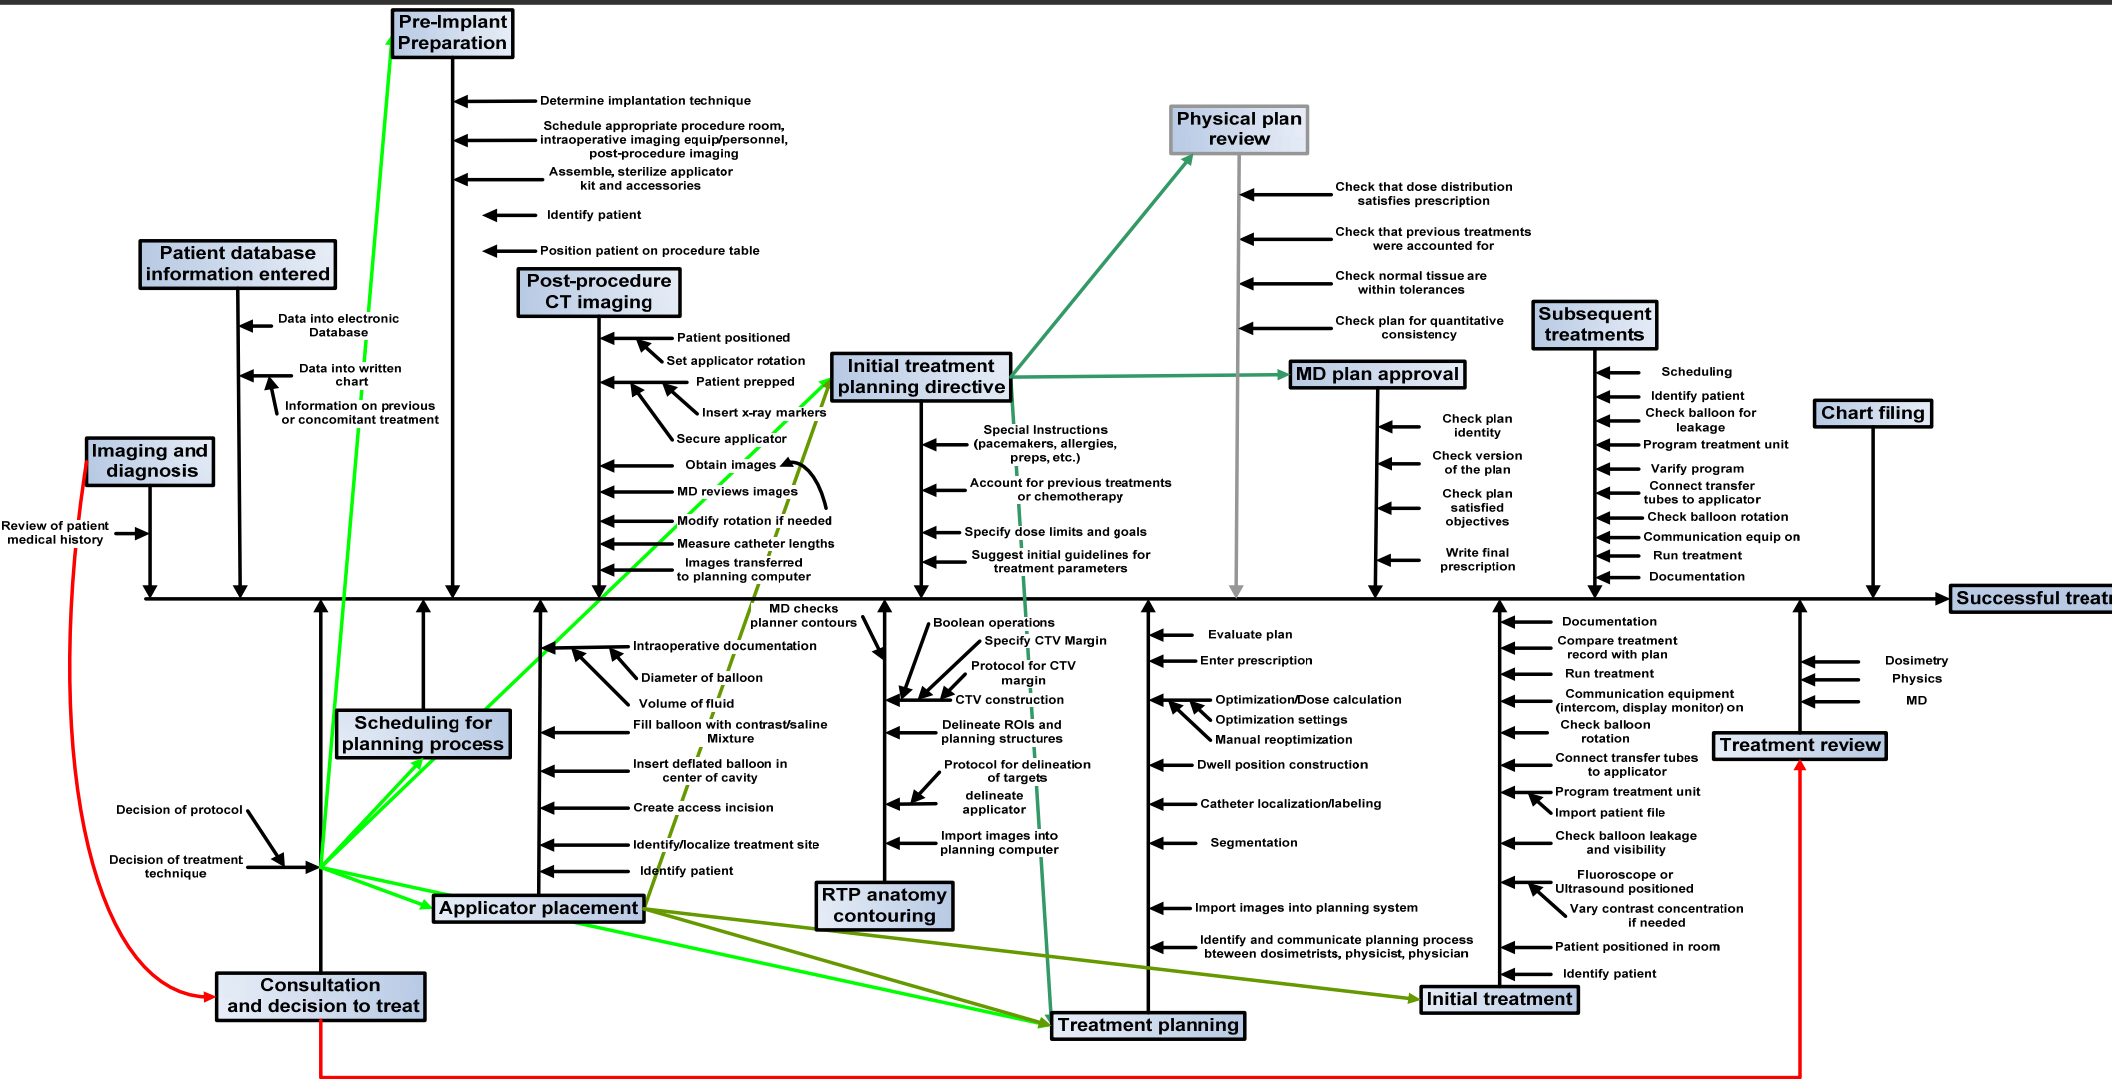 Pre-Implant
Preparation
Determine implantation technique
Schedule appropriate procedure room,
intraoperative imaging equip/personnel,
post-procedure imaging
Assemble, sterilize applicator
kit and accessories
Identify patient
Position patient on procedure table
Patient database
information entered
Data into electronic
Database
Data into written
chart
Information on previous
or concomitant treatment
Imaging and
diagnosis
Review of patient
medical history
Post-procedure
CT imaging
Patient positioned
Set applicator rotation
Patient prepped
Insert x-ray markers
Secure applicator
Obtain images
MD reviews images
Modify rotation if needed
Measure catheter lengths
Images transferred
to planning computer
Initial treatment
planning directive
Special Instructions
(pacemakers, allergies,
preps, etc.)
Account for previous treatments
or chemotherapy
Specify dose limits and goals
Suggest initial guidelines for
treatment parameters
Physical plan
review
Check that dose distribution
satisfies prescription
Check that previous treatments
were accounted for
Check normal tissue are
within tolerances
Check plan for quantitative
consistency
MD plan approval
Check plan
identity
Check version
of the plan
Check plan
satisfied
objectives
Write final
prescription
Subsequent
treatments
Scheduling
Identify patient
Check balloon for
leakage
Program treatment unit
Varify program
Connect transfer
tubes to applicator
Check balloon rotation
Communication equip on
Run treatment
Documentation
Chart filing
Successful
Decision of protocol
Decision of treatment
technique
Consultation
and decision to treat
Scheduling for
planning process
Intraoperative documentation
Diameter of balloon
Volume of fluid
Fill balloon with contrast/saline
Mixture
Insert deflated balloon in
center of cavity
Create access incision
Identify/localize treatment site
Identify patient
Applicator placement
MD checks
planner contours
Boolean operations
Specify CTV Margin
Protocol for CTV
margin
CTV construction
Delineate ROIs and
planning structures
Protocol for delineation
of targets
delineate
applicator
Import images into
planning computer
RTP anatomy
contouring
Evaluate plan
Enter prescription
Optimization/Dose calculation
Optimization settings
Manual reoptimization
Dwell position construction
Catheter localization/labeling
Segmentation
Import images into planning system
Identify and communicate planning process
bteween dosimetrists, physicist, physician
Treatment planning
Documentation
Compare treatment
record with plan
Run treatment
Communication equipment
(intercom, display monitor) on
Check balloon
rotation
Connect transfer tubes
to applicator
Program treatment unit
Import patient file
Check balloon leakage
and visibility
Fluoroscope or
Ultrasound positioned
Vary contrast concentration
if needed
Patient positioned in room
Identify patient
Initial treatment
Dosimetry
Physics
MD
Treatment review